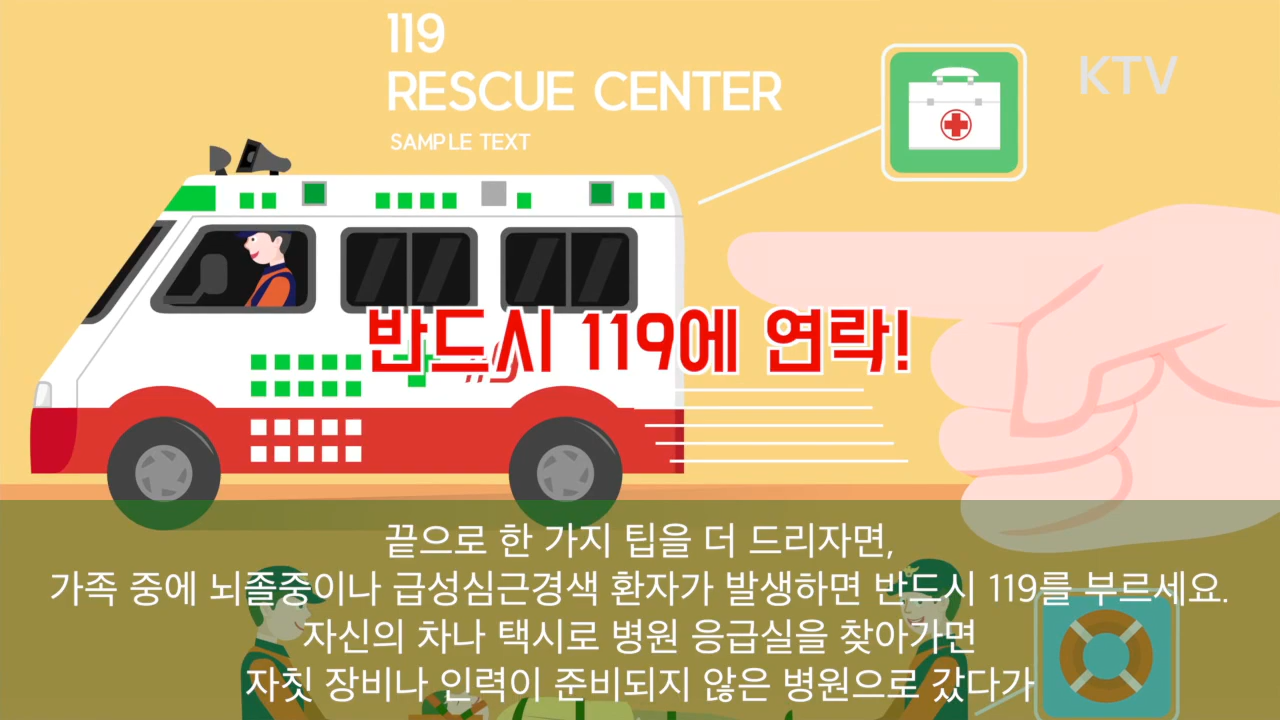 119
RESCUE CENTER
SAMPLE TEXT
KTV
반드시 119에 연락!
끝으로 한 가지 팁을 더 드리자면,
가족 중에 뇌졸중이나 급성심근경색 환자가 발생하면 반드시 119를 부르세요.
자신의 차나 택시로 병원 응급실을 찾아가면
자칫 장비나 인력이 준비되지 않은 병원으로 갔다가